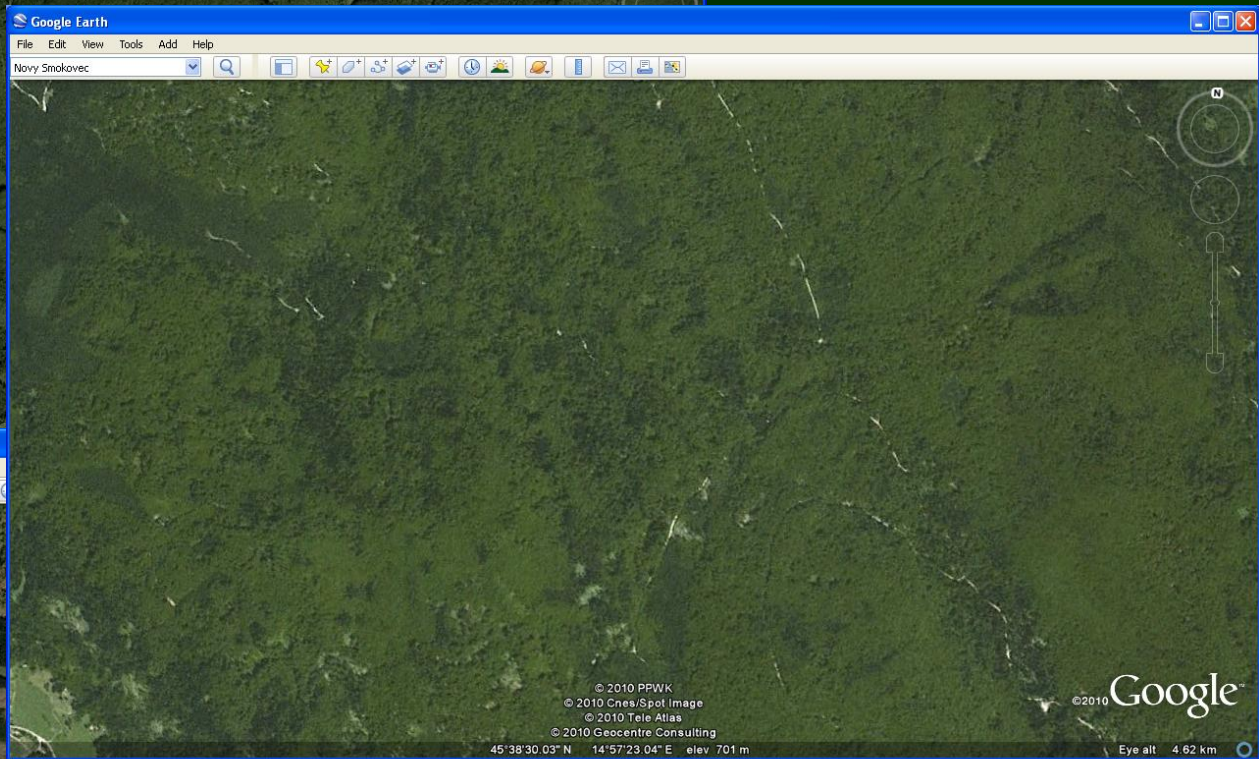 Google Earth
File Edit View Tools Add Help
Novy Smokovec
N
© 2010 PPWK
© 2010 Cnes/Spot Image
© 2010 Tele Atlas
© 2010 Geocentre Consulting
©2010 Google™
45°38'30.03" N 14°57'23.04" E elev 701 m Eye alt 4.62 km